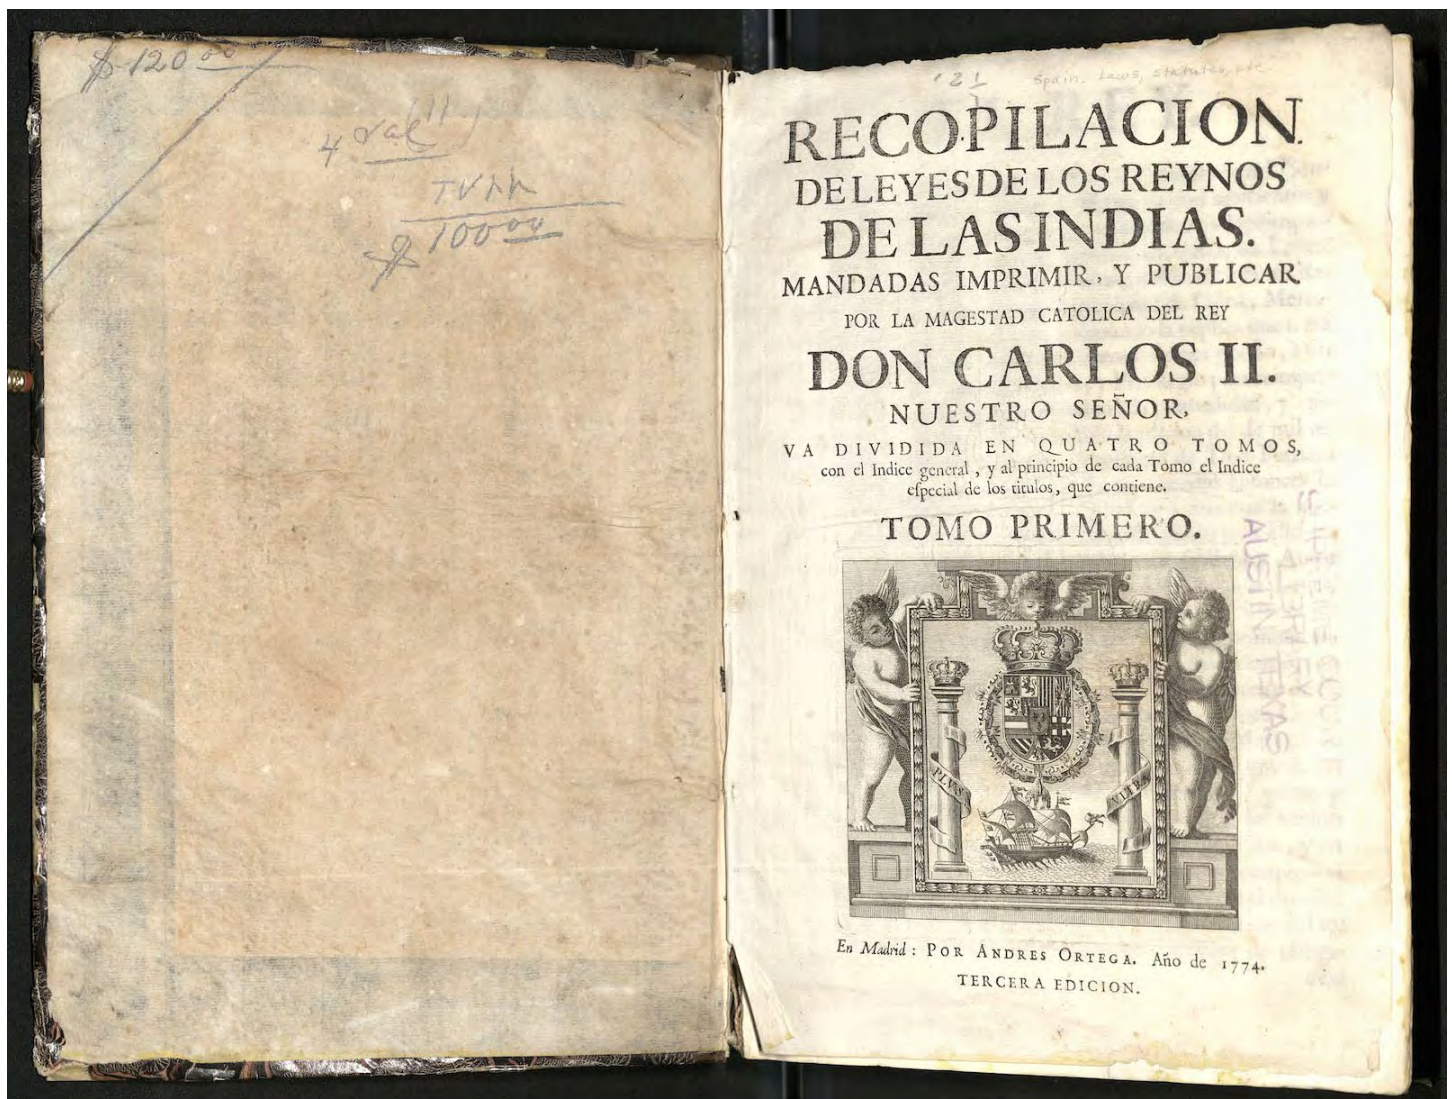 $ 120 00
4 Vol
$ 100 00
21 Spain. Laws, statutes, etc
RECOPILACION.
DE LEYES DE LOS REYNOS
DE LAS INDIAS.
MANDADAS IMPRIMIR, Y PUBLICAR
POR LA MAGESTAD CATOLICA DEL REY
DON CARLOS II.
NUESTRO SEÑOR,
VA DIVIDIDA EN QUATRO TOMOS,
con el Indice general, y al principio de cada Tomo el Indice
eſpecial de los titulos, que contiene.
TOMO PRIMERO.
PLVS
VLTRA
AUSTIN, TEXAS
En Madrid: POR ANDRES ORTEGA. Año de 1774.
TERCERA EDICION.